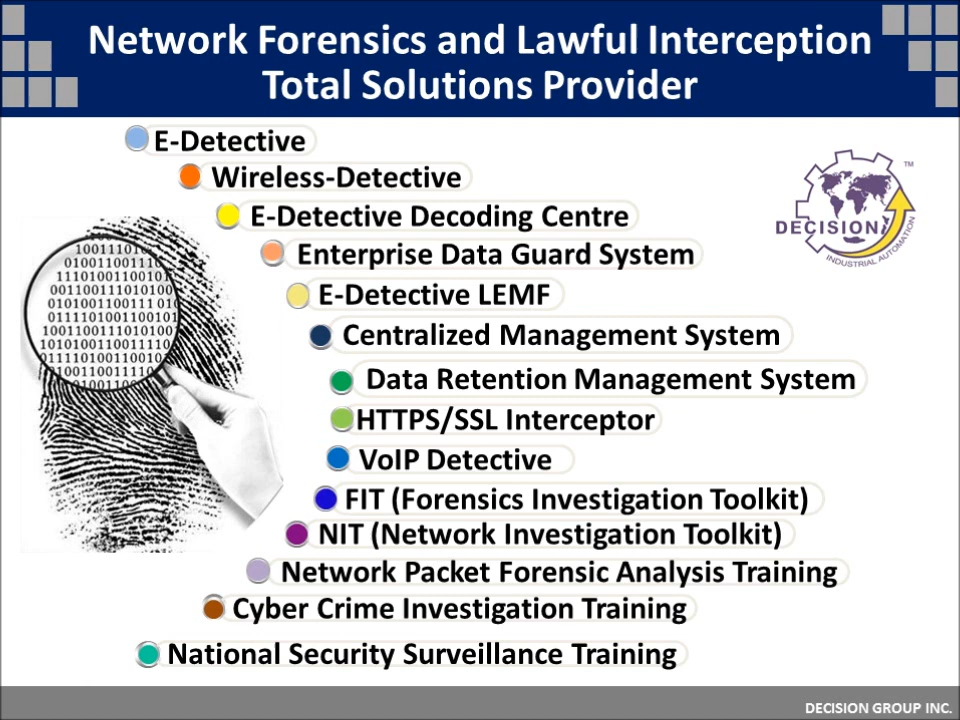 Network Forensics and Lawful Interception
Total Solutions Provider
E-Detective
Wireless-Detective
E-Detective Decoding Centre
Enterprise Data Guard System
E-Detective LEMF
Centralized Management System
Data Retention Management System
HTTPS/SSL Interceptor
VoIP Detective
FIT (Forensics Investigation Toolkit)
NIT (Network Investigation Toolkit)
Network Packet Forensic Analysis Training
Cyber Crime Investigation Training
National Security Surveillance Training
TM
DECISION
INDUSTRIAL AUTOMATION
DECISION GROUP INC.